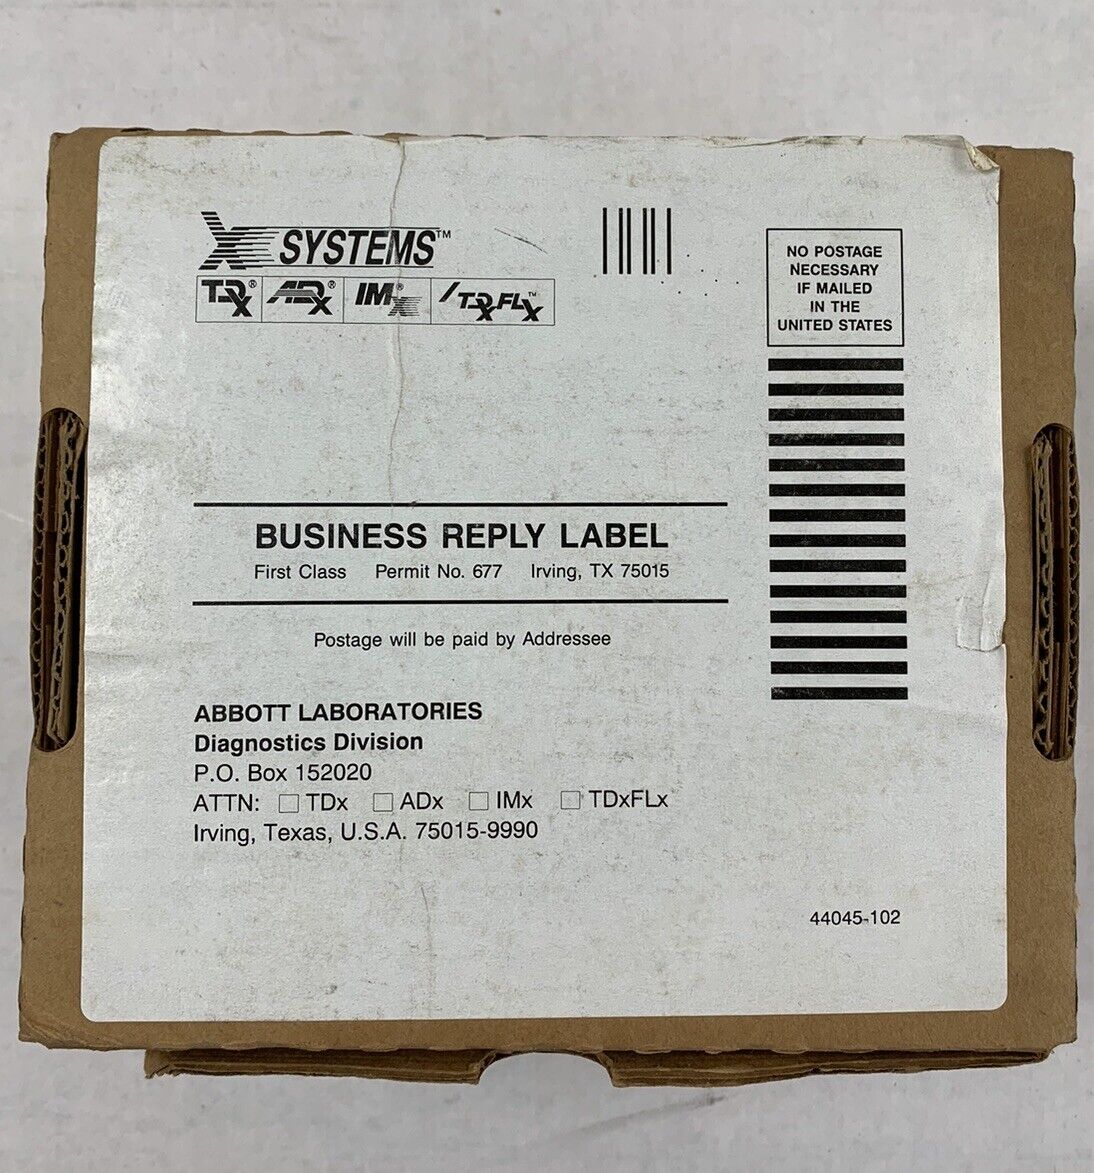 X SYSTEMS™
TDx® ADx® IMx® TDxFLx™
NO POSTAGE
NECESSARY
IF MAILED
IN THE
UNITED STATES
BUSINESS REPLY LABEL
First Class Permit No. 677 Irving, TX 75015
Postage will be paid by Addressee
ABBOTT LABORATORIES
Diagnostics Division
P.O. Box 152020
ATTN: ☐ TDx ☐ ADx ☐ IMx ☐ TDxFLx
Irving, Texas, U.S.A. 75015-9990
44045-102